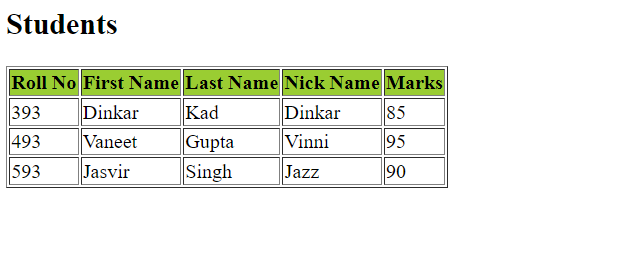 Students
Roll No First Name Last Name Nick Name Marks
393 Dinkar Kad Dinkar 85
493 Vaneet Gupta Vinni 95
593 Jasvir Singh Jazz 90